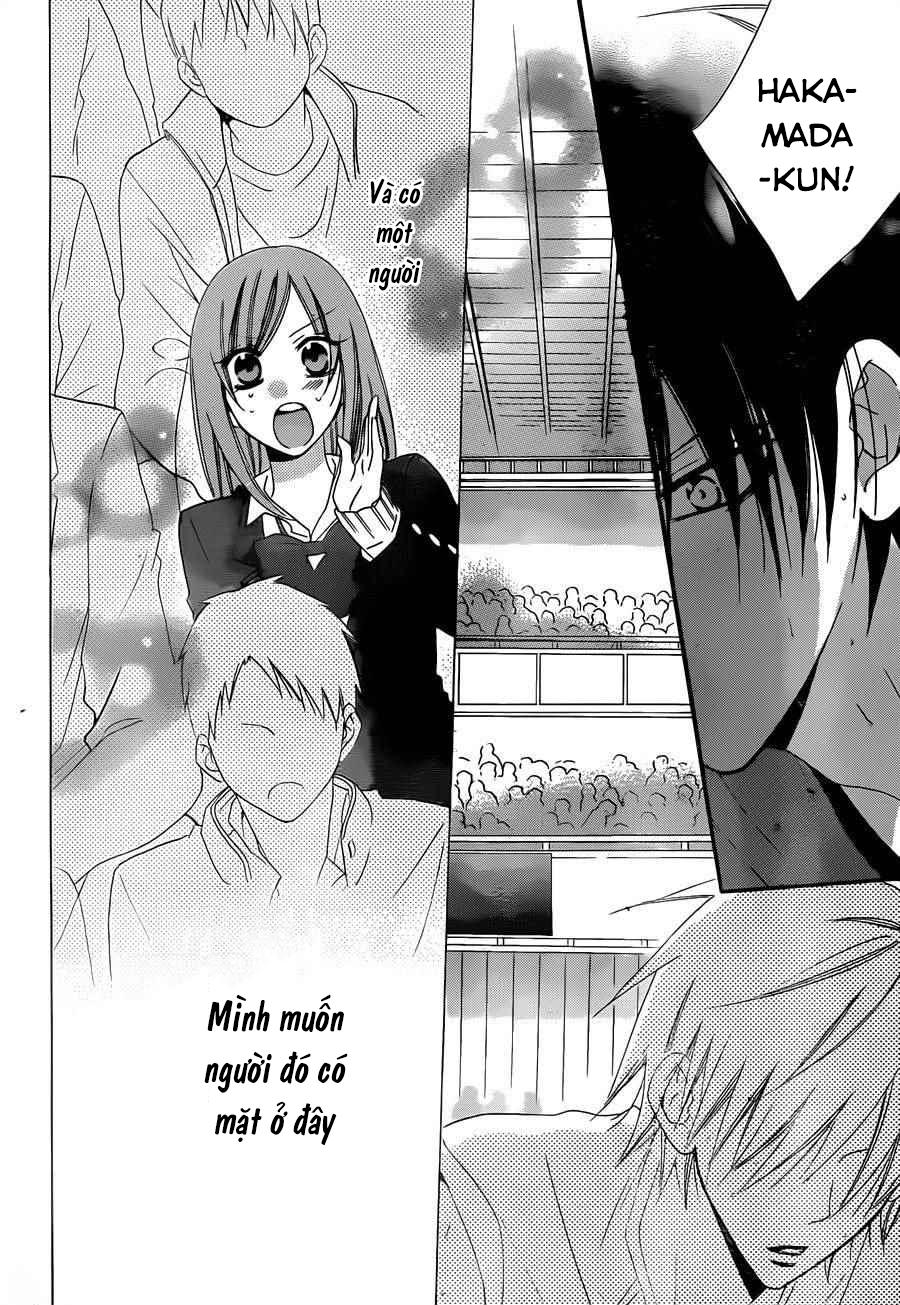 HAKA-
MADA
-KUN!
Và có
một
người
Mình muốn
người đó có
mặt ở đây